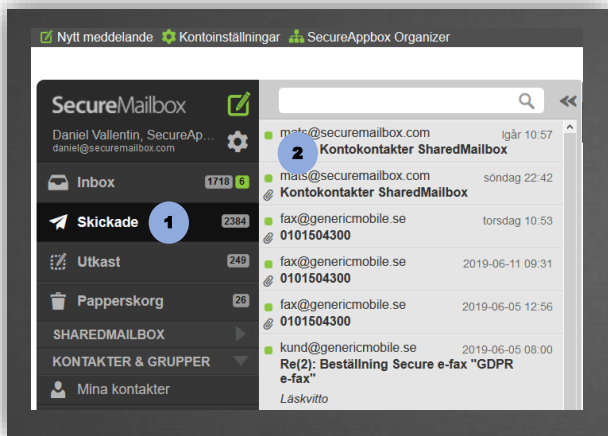 Nytt meddelande Kontoinställningar SecureAppbox Organizer
SecureMailbox
Daniel Vallentin, SecureAp...
daniel@securemailbox.com
Inbox 1718 6
Skickade 1 2384
Utkast 249
Papperskorg 26
SHAREDMAILBOX
KONTAKTER & GRUPPER
Mina kontakter
mats@securemailbox.com Igår 10:57
2 Kontokontakter SharedMailbox
mats@securemailbox.com söndag 22:42
Kontokontakter SharedMailbox
fax@genericmobile.se torsdag 10:53
0101504300
fax@genericmobile.se 2019-06-11 09:31
0101504300
fax@genericmobile.se 2019-06-05 12:56
0101504300
kund@genericmobile.se 2019-06-05 08:00
Re(2): Beställning Secure e-fax "GDPR
e-fax"
Läskvitto